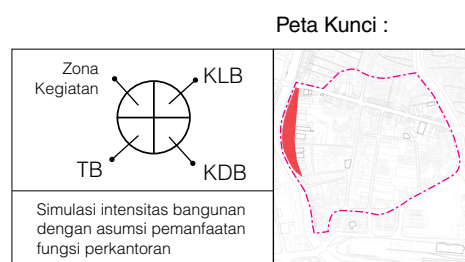 Peta Kunci :
Zona
Kegiatan
KLB
TB
KDB
Simulasi intensitas bangunan
dengan asumsi pemanfaatan
fungsi perkantoran